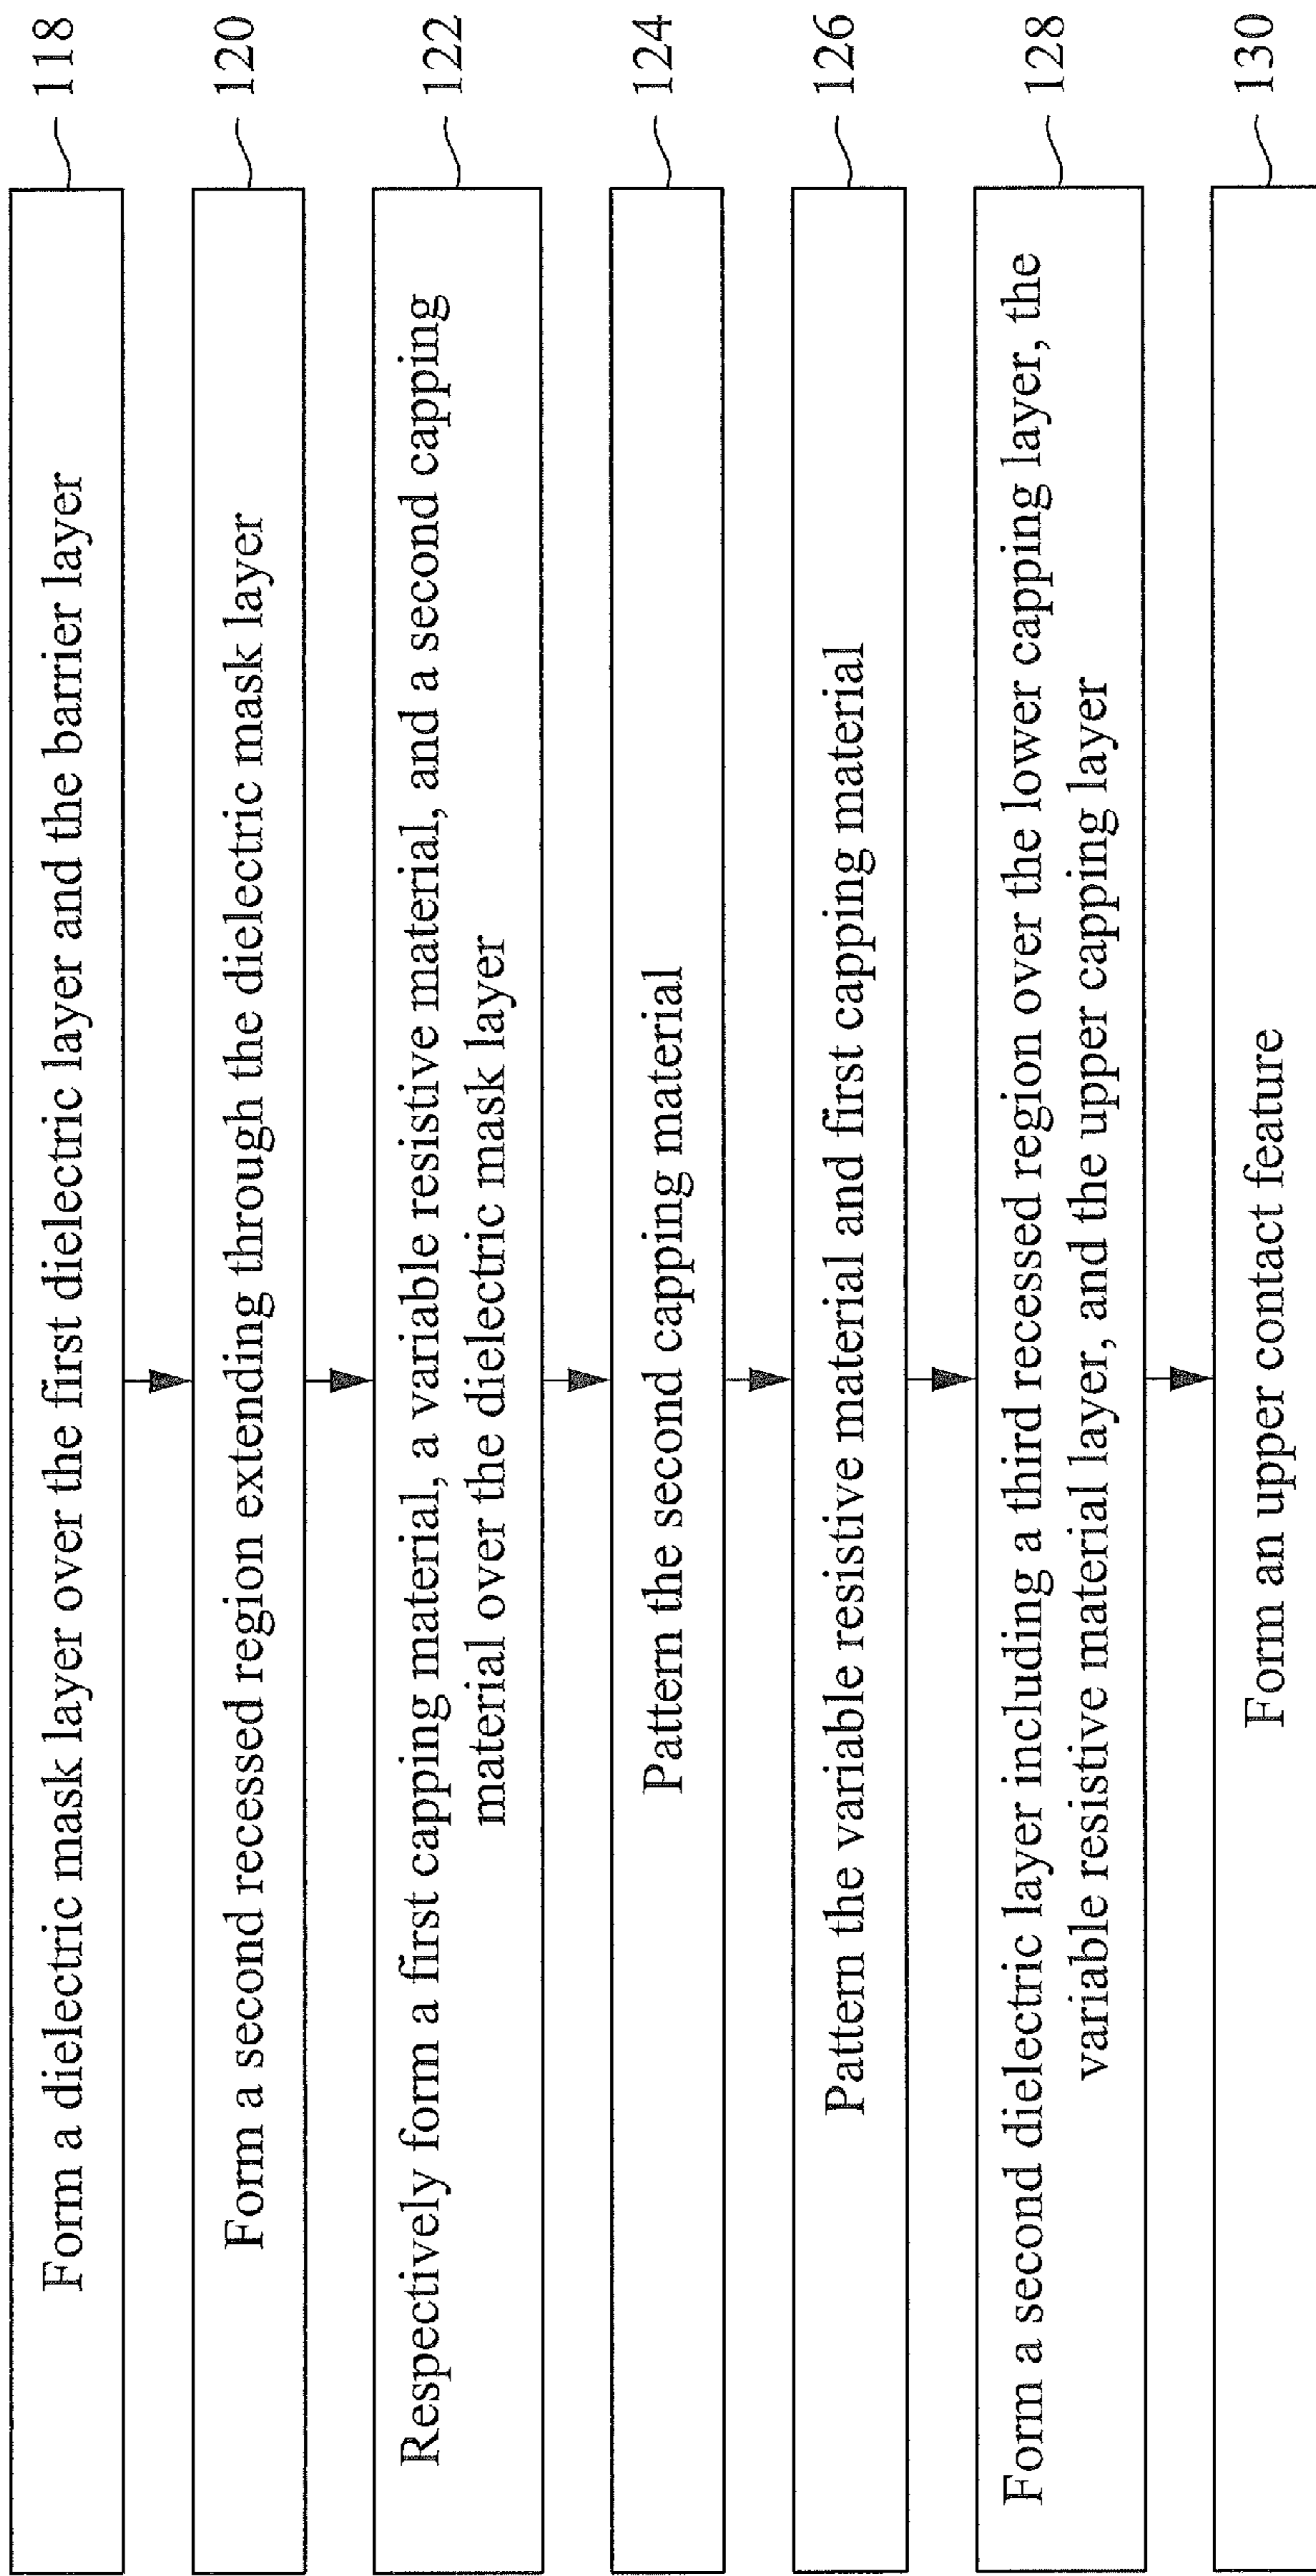 Form a dielectric mask layer over the first dielectric layer and the barrier layer
118
Form a second recessed region extending through the dielectric mask layer
120
Respectively form a first capping material, a variable resistive material, and a second capping
material over the dielectric mask layer
122
Pattern the second capping material
124
Pattern the variable resistive material and first capping material
126
Form a second dielectric layer including a third recessed region over the lower capping layer, the
variable resistive material layer, and the upper capping layer
128
Form an upper contact feature
130